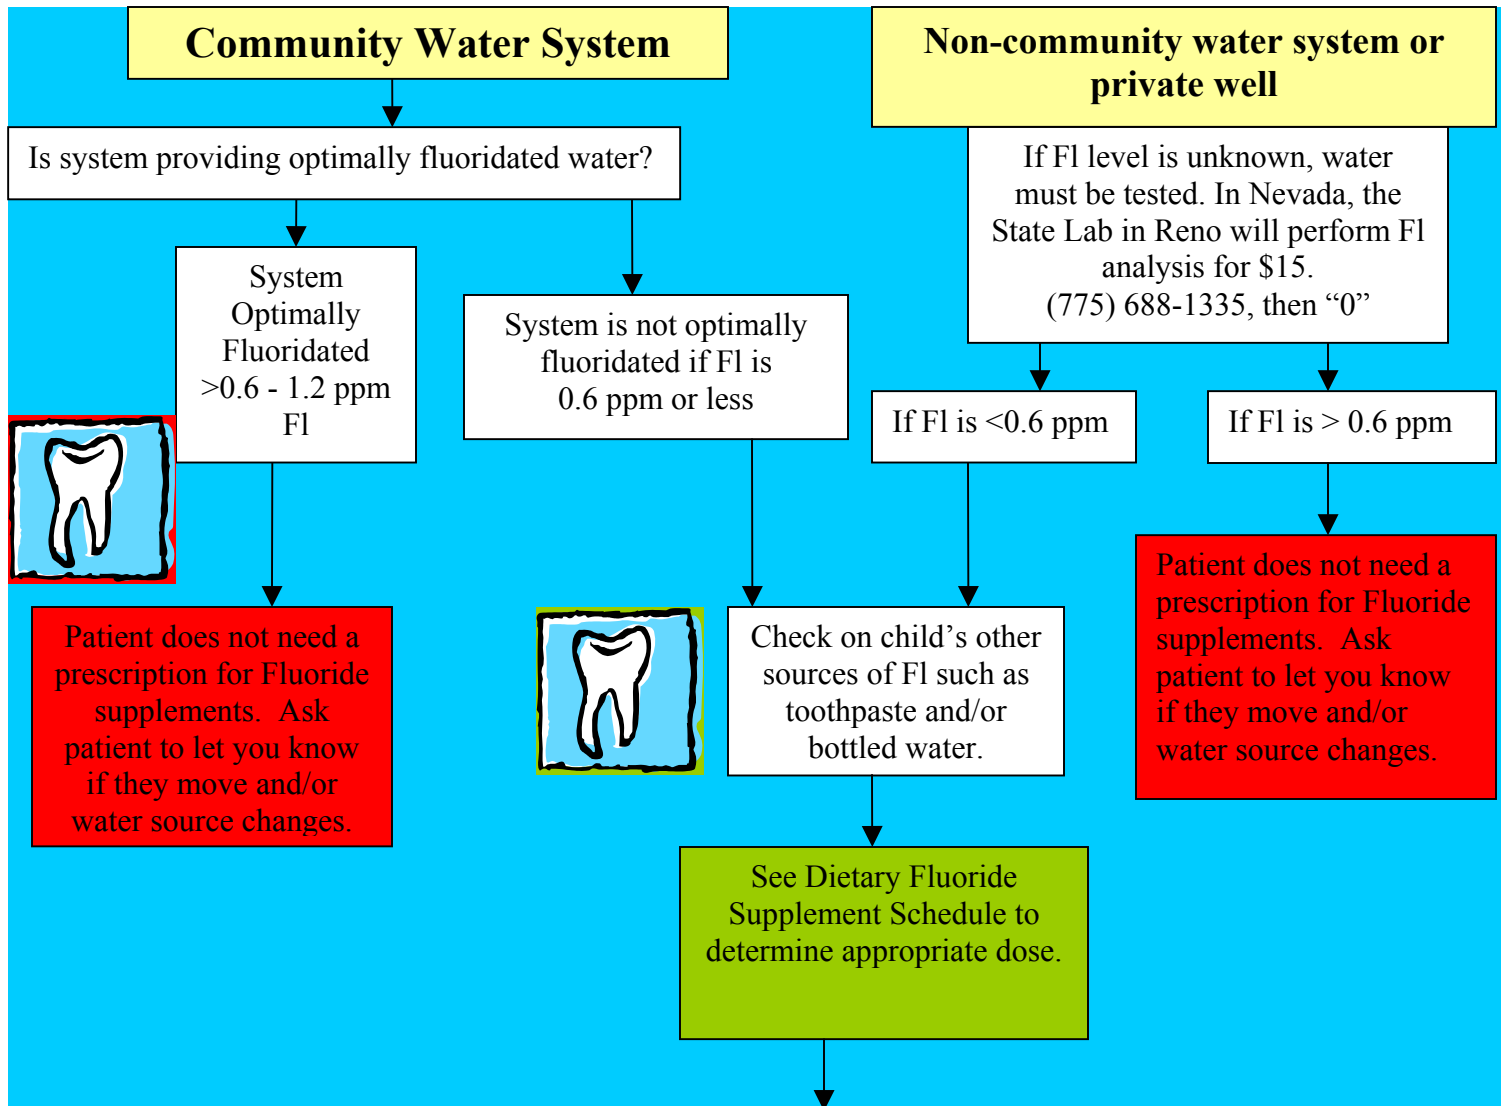 Community Water System
Is system providing optimally fluoridated water?
System
Optimally
Fluoridated
>0.6 - 1.2 ppm
Fl
System is not optimally
fluoridated if Fl is
0.6 ppm or less
Patient does not need a
prescription for Fluoride
supplements.  Ask
patient to let you know
if they move and/or
water source changes.
Non-community water system or
private well
If Fl level is unknown, water
must be tested. In Nevada, the
State Lab in Reno will perform Fl
analysis for $15.
(775) 688-1335, then “0”
If Fl is <0.6 ppm
If Fl is > 0.6 ppm
Check on child’s other
sources of Fl such as
toothpaste and/or
bottled water.
Patient does not need a
prescription for Fluoride
supplements.  Ask
patient to let you know
if they move and/or
water source changes.
See Dietary Fluoride
Supplement Schedule to
determine appropriate dose.